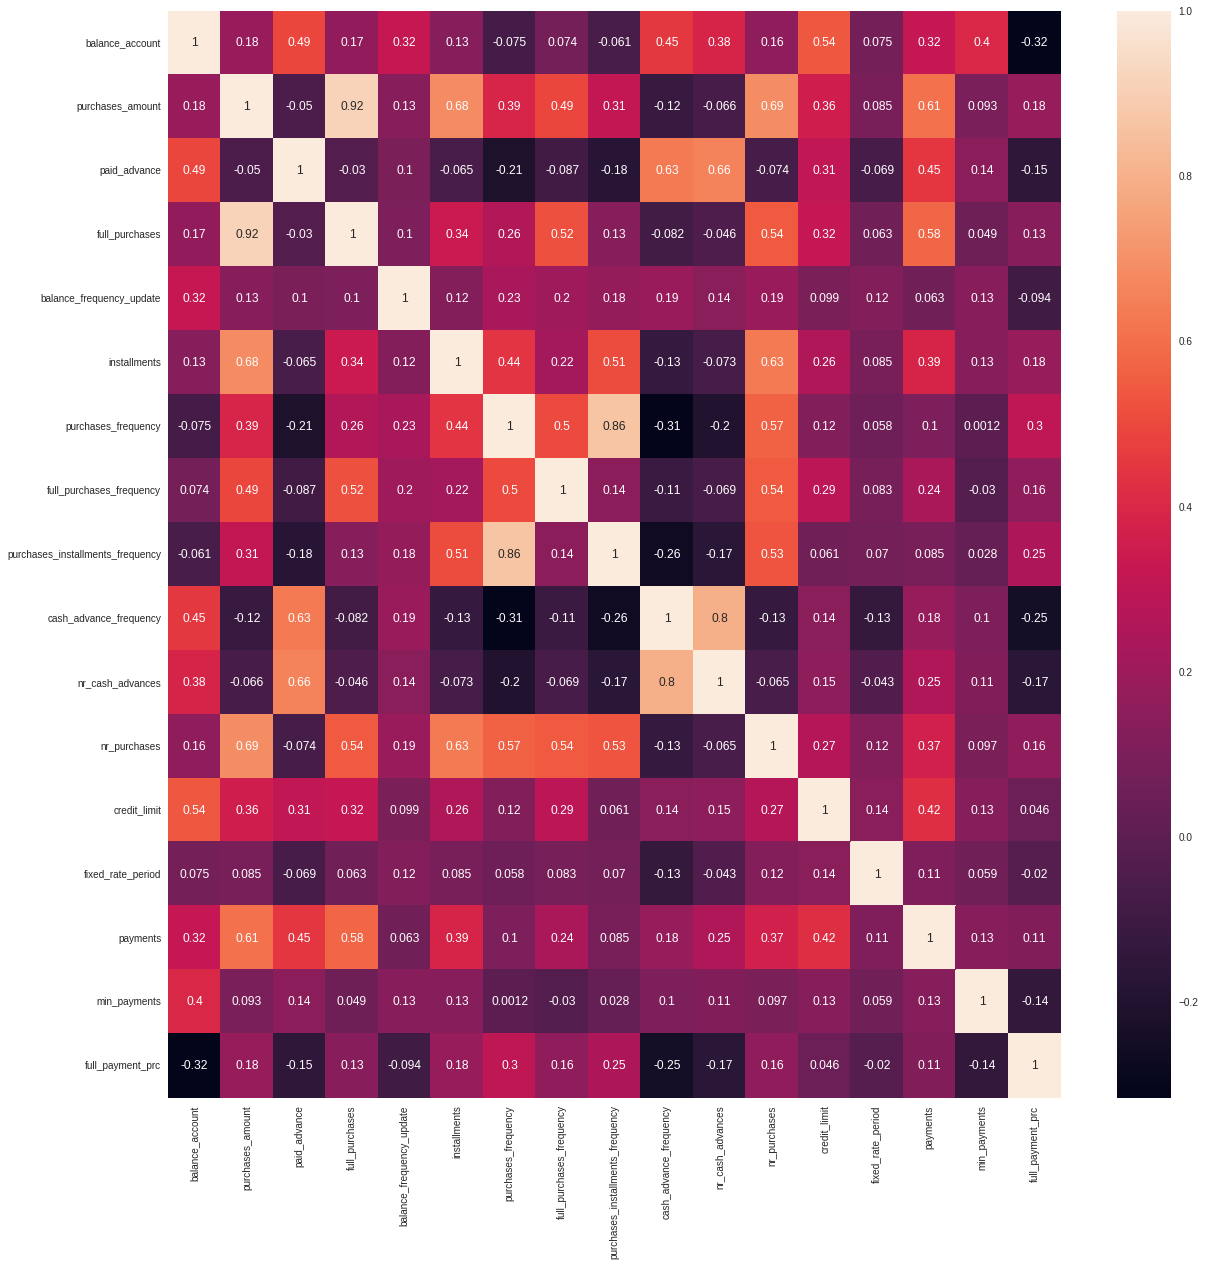 balance_account 1 0.18 0.49 0.17 0.32 0.13 -0.075 0.074 -0.061 0.45 0.38 0.16 0.54 0.075 0.32 0.4 -0.32
purchases_amount 0.18 1 -0.05 0.92 0.13 0.68 0.39 0.49 0.31 -0.12 -0.066 0.69 0.36 0.085 0.61 0.093 0.18
paid_advance 0.49 -0.05 1 -0.03 0.1 -0.065 -0.21 -0.087 -0.18 0.63 0.66 -0.074 0.31 -0.069 0.45 0.14 -0.15
full_purchases 0.17 0.92 -0.03 1 0.1 0.34 0.26 0.52 0.13 -0.082 -0.046 0.54 0.32 0.063 0.58 0.049 0.13
balance_frequency_update 0.32 0.13 0.1 0.1 1 0.12 0.23 0.2 0.18 0.19 0.14 0.19 0.099 0.12 0.063 0.13 -0.094
installments 0.13 0.68 -0.065 0.34 0.12 1 0.44 0.22 0.51 -0.13 -0.073 0.63 0.26 0.085 0.39 0.13 0.18
purchases_frequency -0.075 0.39 -0.21 0.26 0.23 0.44 1 0.5 0.86 -0.31 -0.2 0.57 0.12 0.058 0.1 0.0012 0.3
full_purchases_frequency 0.074 0.49 -0.087 0.52 0.2 0.22 0.5 1 0.14 -0.11 -0.069 0.54 0.29 0.083 0.24 -0.03 0.16
purchases_installments_frequency -0.061 0.31 -0.18 0.13 0.18 0.51 0.86 0.14 1 -0.26 -0.17 0.53 0.061 0.07 0.085 0.028 0.25
cash_advance_frequency 0.45 -0.12 0.63 -0.082 0.19 -0.13 -0.31 -0.11 -0.26 1 0.8 -0.13 0.14 -0.13 0.18 0.1 -0.25
nr_cash_advances 0.38 -0.066 0.66 -0.046 0.14 -0.073 -0.2 -0.069 -0.17 0.8 1 -0.065 0.15 -0.043 0.25 0.11 -0.17
nr_purchases 0.16 0.69 -0.074 0.54 0.19 0.63 0.57 0.54 0.53 -0.13 -0.065 1 0.27 0.12 0.37 0.097 0.16
credit_limit 0.54 0.36 0.31 0.32 0.099 0.26 0.12 0.29 0.061 0.14 0.15 0.27 1 0.14 0.42 0.13 0.046
fixed_rate_period 0.075 0.085 -0.069 0.063 0.12 0.085 0.058 0.083 0.07 -0.13 -0.043 0.12 0.14 1 0.11 0.059 -0.02
payments 0.32 0.61 0.45 0.58 0.063 0.39 0.1 0.24 0.085 0.18 0.25 0.37 0.42 0.11 1 0.13 0.11
min_payments 0.4 0.093 0.14 0.049 0.13 0.13 0.0012 -0.03 0.028 0.1 0.11 0.097 0.13 0.059 0.13 1 -0.14
full_payment_prc -0.32 0.18 -0.15 0.13 -0.094 0.18 0.3 0.16 0.25 -0.25 -0.17 0.16 0.046 -0.02 0.11 -0.14 1
balance_account
purchases_amount
paid_advance
full_purchases
balance_frequency_update
installments
purchases_frequency
full_purchases_frequency
purchases_installments_frequency
cash_advance_frequency
nr_cash_advances
nr_purchases
credit_limit
fixed_rate_period
payments
min_payments
full_payment_prc
1.0
0.8
0.6
0.4
0.2
0.0
−0.2